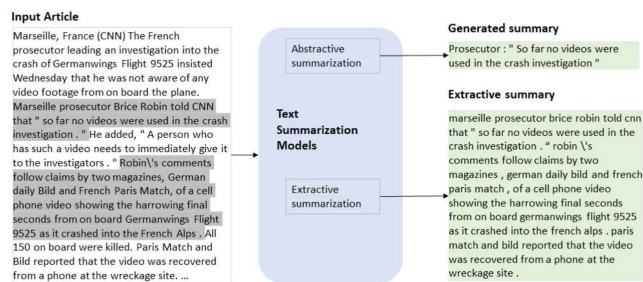 Input Article
Marseille, France (CNN) The French
prosecutor leading an investigation into the
crash of Germanwings Flight 9525 insisted
Wednesday that he was not aware of any
video footage from on board the plane.
Marseille prosecutor Brice Robin told CNN
that " so far no videos were used in the crash
investigation . " He added, " A person who
has such a video needs to immediately give it
to the investigators . " Robin\'s comments
follow claims by two magazines, German
daily Bild and French Paris Match, of a cell
phone video showing the harrowing final
seconds from on board Germanwings Flight
9525 as it crashed into the French Alps . All
150 on board were killed. Paris Match and
Bild reported that the video was recovered
from a phone at the wreckage site. ...
Text
Summarization
Models
Abstractive
summarization
Extractive
summarization
Generated summary
Prosecutor : " So far no videos were
used in the crash investigation "
Extractive summary
marseille prosecutor brice robin told cnn
that " so far no videos were used in the
crash investigation . “ robin \'s
comments follow claims by two
magazines , german daily bild and french
paris match , of a cell phone video
showing the harrowing final seconds
from on board germanwings flight 9525
as it crashed into the french alps . paris
match and bild reported that the video
was recovered from a phone at the
wreckage site .